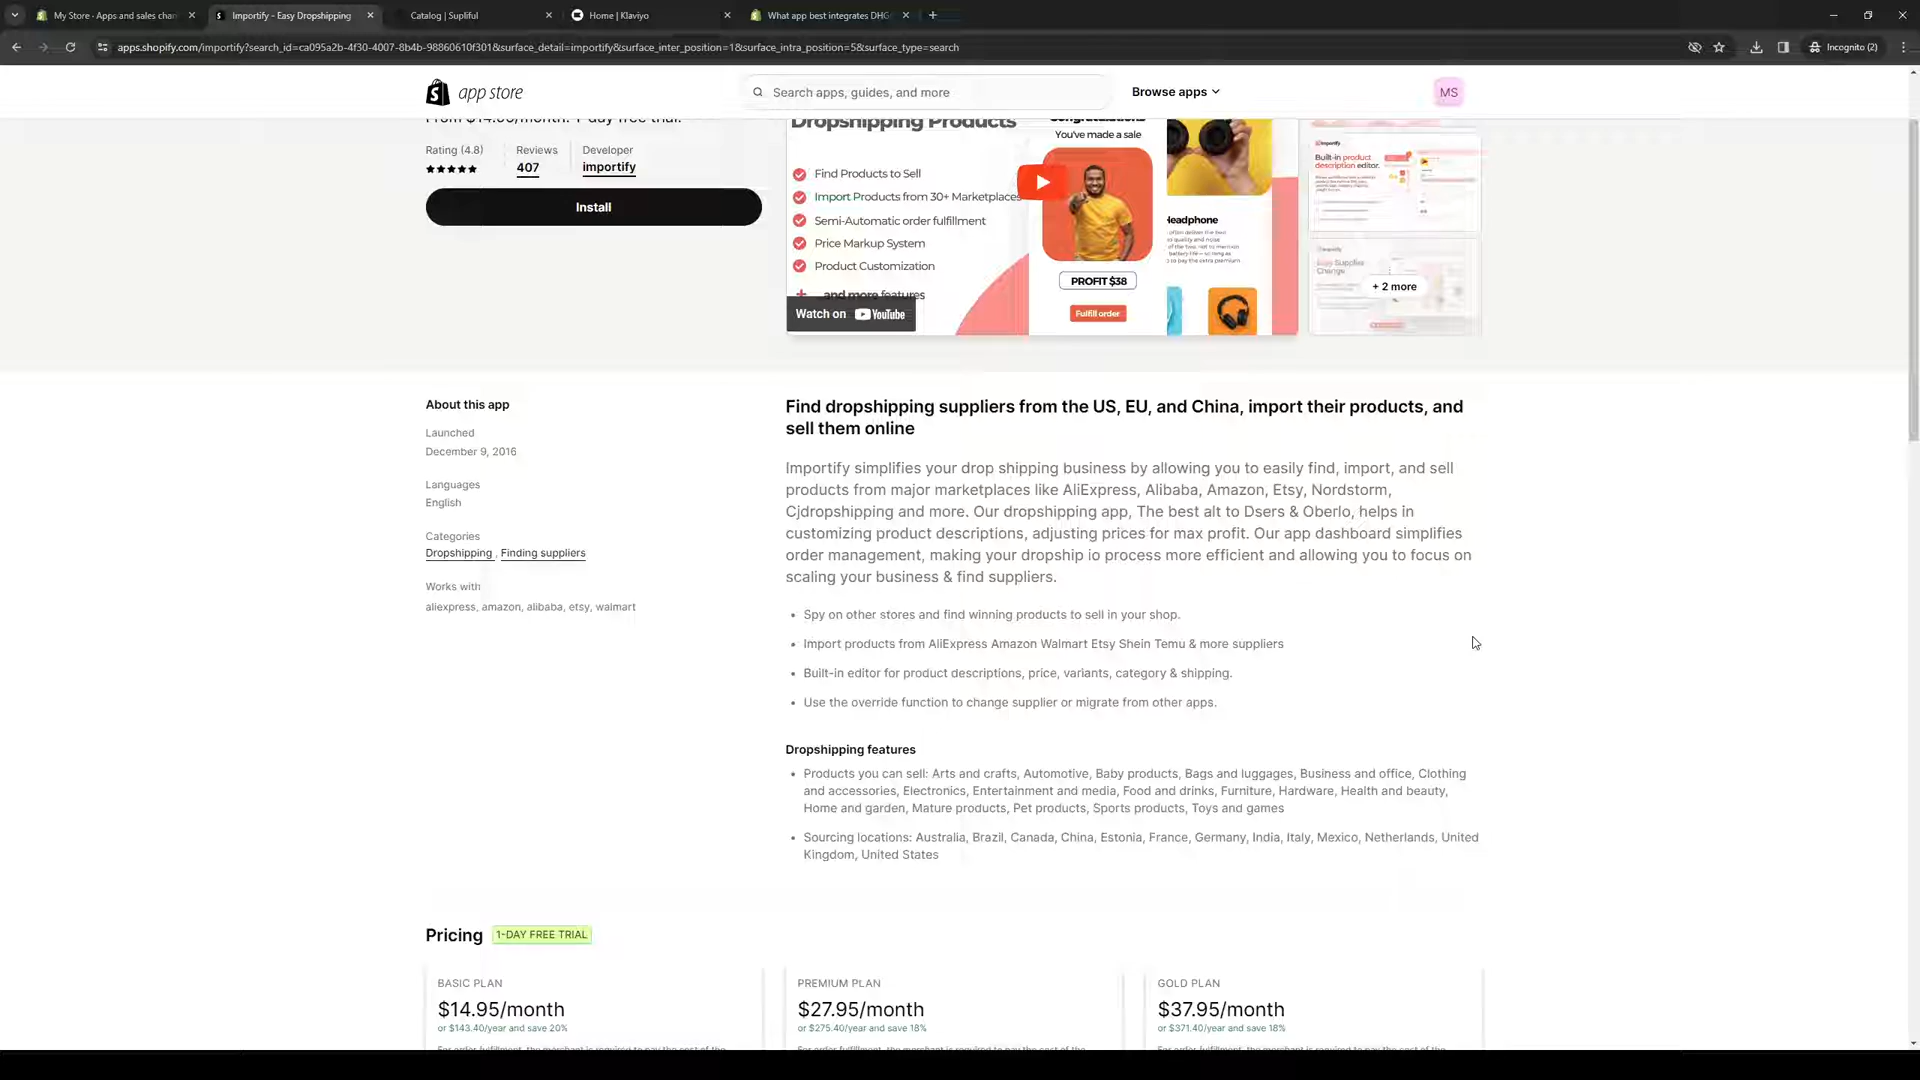 My Store - Apps and sales chan
Importify - Easy Dropshipping
Catalog | Supliful
Home | Klaviyo
What app best integrates DHG
apps.shopify.com/importify?search_id=ca095a2b-4f30-4007-8b4b-98860610f301&surface_detail=importify&surface_inter_position=1&surface_intra_position=5&surface_type=search
Incognito (2)
app store
Search apps, guides, and more
Browse apps
MS
From $14.95/month. 1-day free trial.
Rating (4.8)
Reviews
Developer
407
importify
Install
Dropshipping Products
Find Products to Sell
Import Products from 30+ Marketplaces
Semi-Automatic order fulfillment
Price Markup System
Product Customization
...and more features
Watch on YouTube
Congratulations
You've made a sale
PROFIT $38
Fulfill order
Headphone
importify
Built-in product
description editor.
Easy Supplies
Change
+ 2 more
About this app
Launched
December 9, 2016
Languages
English
Categories
Dropshipping , Finding suppliers
Works with
aliexpress, amazon, alibaba, etsy, walmart
Find dropshipping suppliers from the US, EU, and China, import their products, and
sell them online
Importify simplifies your drop shipping business by allowing you to easily find, import, and sell
products from major marketplaces like AliExpress, Alibaba, Amazon, Etsy, Nordstorm,
Cjdropshipping and more. Our dropshipping app, The best alt to Dsers & Oberlo, helps in
customizing product descriptions, adjusting prices for max profit. Our app dashboard simplifies
order management, making your dropship io process more efficient and allowing you to focus on
scaling your business & find suppliers.
• Spy on other stores and find winning products to sell in your shop.
• Import products from AliExpress Amazon Walmart Etsy Shein Temu & more suppliers
• Built-in editor for product descriptions, price, variants, category & shipping.
• Use the override function to change supplier or migrate from other apps.
Dropshipping features
• Products you can sell: Arts and crafts, Automotive, Baby products, Bags and luggages, Business and office, Clothing
and accessories, Electronics, Entertainment and media, Food and drinks, Furniture, Hardware, Health and beauty,
Home and garden, Mature products, Pet products, Sports products, Toys and games
• Sourcing locations: Australia, Brazil, Canada, China, Estonia, France, Germany, India, Italy, Mexico, Netherlands, United
Kingdom, United States
Pricing
1-DAY FREE TRIAL
BASIC PLAN
$14.95/month
or $143.40/year and save 20%
For order fulfillment, the merchant is required to pay the cost of the
PREMIUM PLAN
$27.95/month
or $275.40/year and save 18%
For order fulfillment, the merchant is required to pay the cost of the
GOLD PLAN
$37.95/month
or $371.40/year and save 18%
For order fulfillment, the merchant is required to pay the cost of the